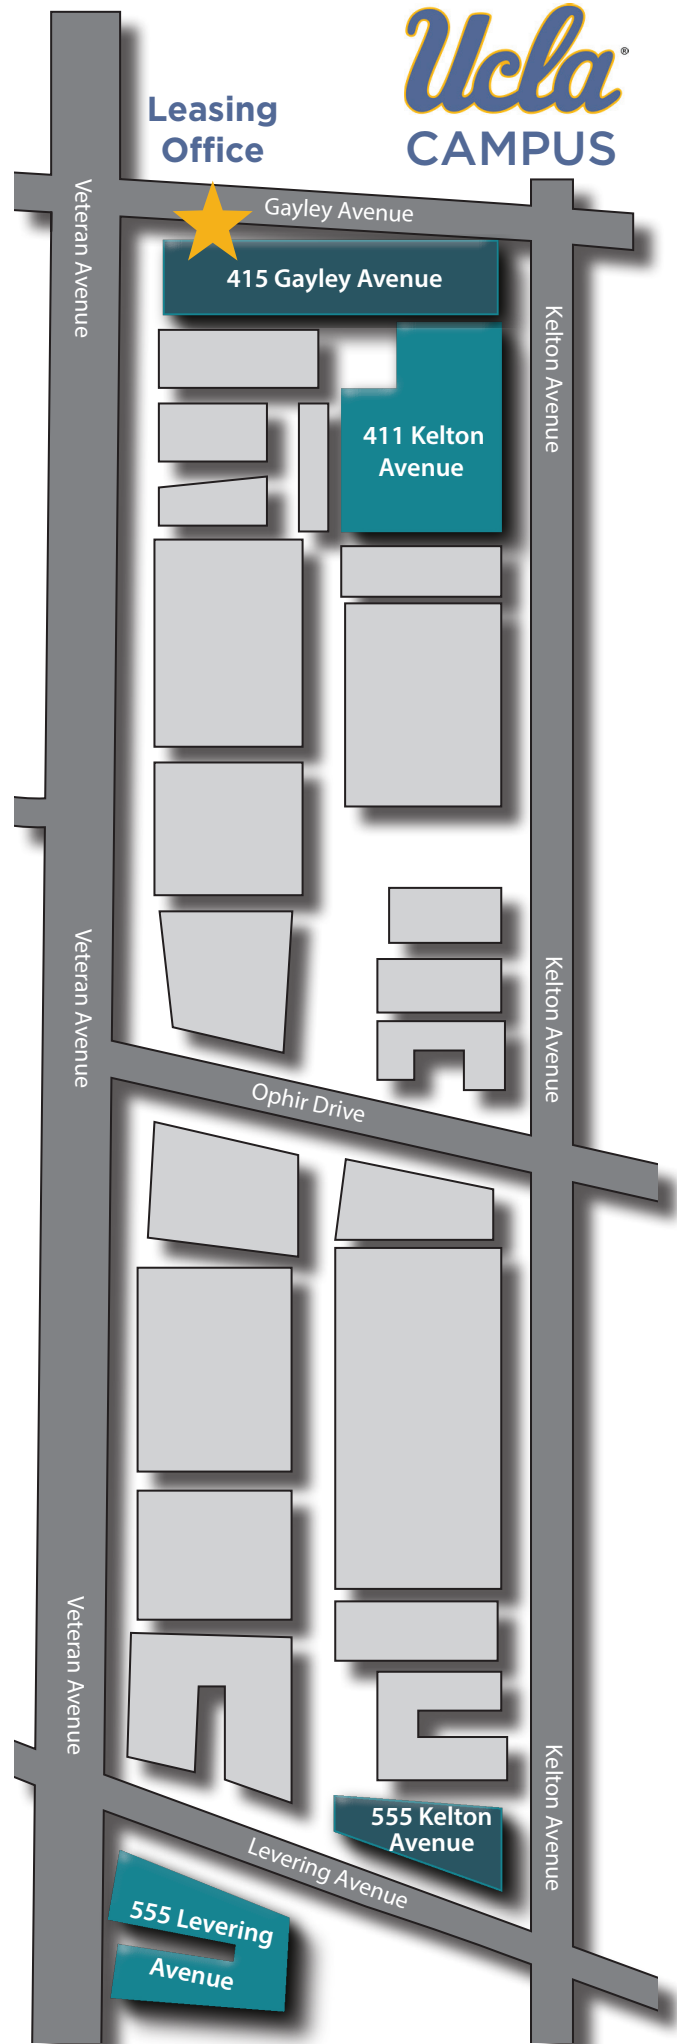 Ucla®
CAMPUS
Leasing
Office
Gayley Avenue
Veteran Avenue
415 Gayley Avenue
Kelton Avenue
411 Kelton
Avenue
Veteran Avenue
Kelton Avenue
Ophir Drive
Veteran Avenue
Kelton Avenue
555 Kelton
Avenue
Levering Avenue
555 Levering
Avenue